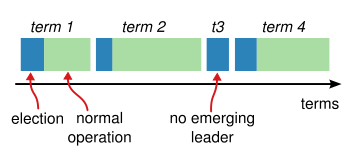 term 1 term 2 t3 term 4
terms
election normal operation no emerging leader